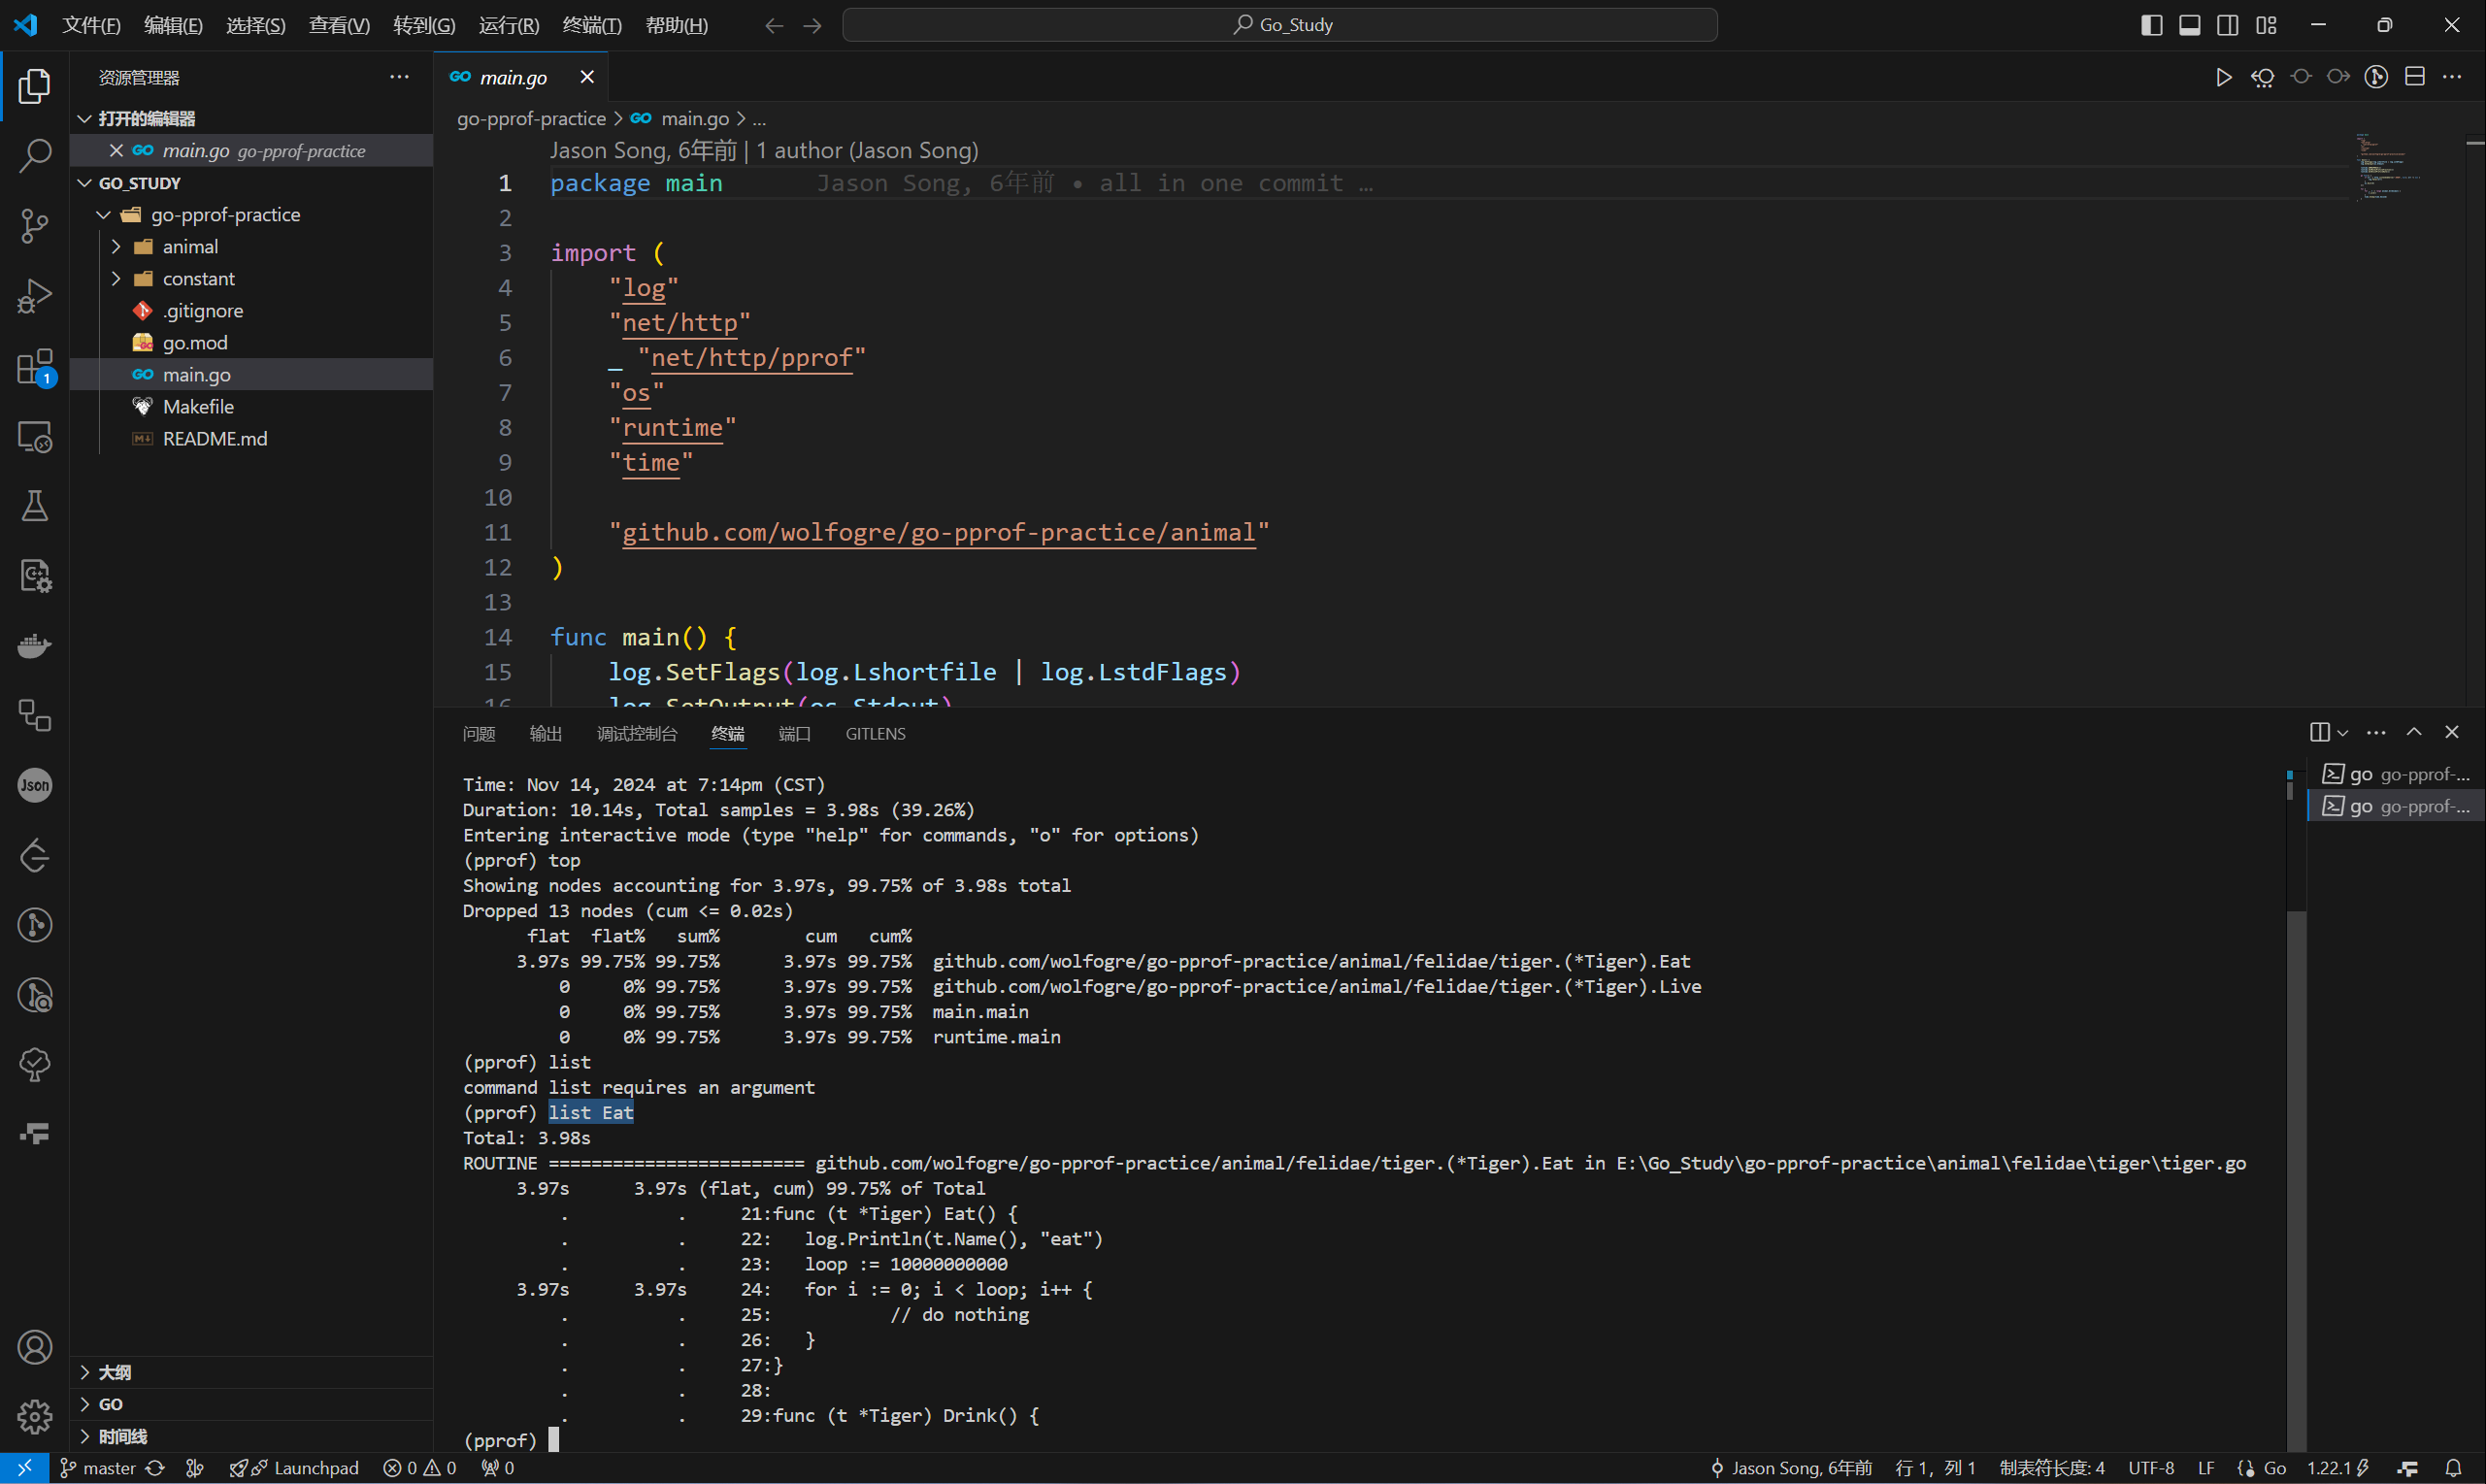 文件(F) 编辑(E) 选择(S) 查看(V) 转到(G) 运行(R) 终端(T) 帮助(H) Go_Study
资源管理器
打开的编辑器
main.go go-pprof-practice
GO_STUDY
go-pprof-practice
animal
constant
.gitignore
go.mod
main.go
Makefile
README.md
1
Json
大纲
GO
时间线
main.go
go-pprof-practice > main.go > ...
Jason Song, 6年前 | 1 author (Jason Song)
1 package main Jason Song, 6年前 • all in one commit …
2
3 import (
4 "log"
5 "net/http"
6 _ "net/http/pprof"
7 "os"
8 "runtime"
9 "time"
10
11 "github.com/wolfogre/go-pprof-practice/animal"
12 )
13
14 func main() {
15 log.SetFlags(log.Lshortfile | log.LstdFlags)
16 log.SetOutput(os.Stdout)
问题 输出 调试控制台 终端 端口 GITLENS
Time: Nov 14, 2024 at 7:14pm (CST)
Duration: 10.14s, Total samples = 3.98s (39.26%)
Entering interactive mode (type "help" for commands, "o" for options)
(pprof) top
Showing nodes accounting for 3.97s, 99.75% of 3.98s total
Dropped 13 nodes (cum <= 0.02s)
flat flat% sum% cum cum%
3.97s 99.75% 99.75% 3.97s 99.75% github.com/wolfogre/go-pprof-practice/animal/felidae/tiger.(*Tiger).Eat
0 0% 99.75% 3.97s 99.75% github.com/wolfogre/go-pprof-practice/animal/felidae/tiger.(*Tiger).Live
0 0% 99.75% 3.97s 99.75% main.main
0 0% 99.75% 3.97s 99.75% runtime.main
(pprof) list
command list requires an argument
(pprof) list Eat
Total: 3.98s
ROUTINE ======================== github.com/wolfogre/go-pprof-practice/animal/felidae/tiger.(*Tiger).Eat in E:\Go_Study\go-pprof-practice\animal\felidae\tiger\tiger.go
3.97s 3.97s (flat, cum) 99.75% of Total
. . 21:func (t *Tiger) Eat() {
. . 22: log.Println(t.Name(), "eat")
. . 23: loop := 10000000000
3.97s 3.97s 24: for i := 0; i < loop; i++ {
. . 25: // do nothing
. . 26: }
. . 27:}
. . 28:
. . 29:func (t *Tiger) Drink() {
(pprof)
go go-pprof-...
go go-pprof-...
master Launchpad 0 0 0 Jason Song, 6年前 行 1，列 1 制表符长度: 4 UTF-8 LF Go 1.22.1